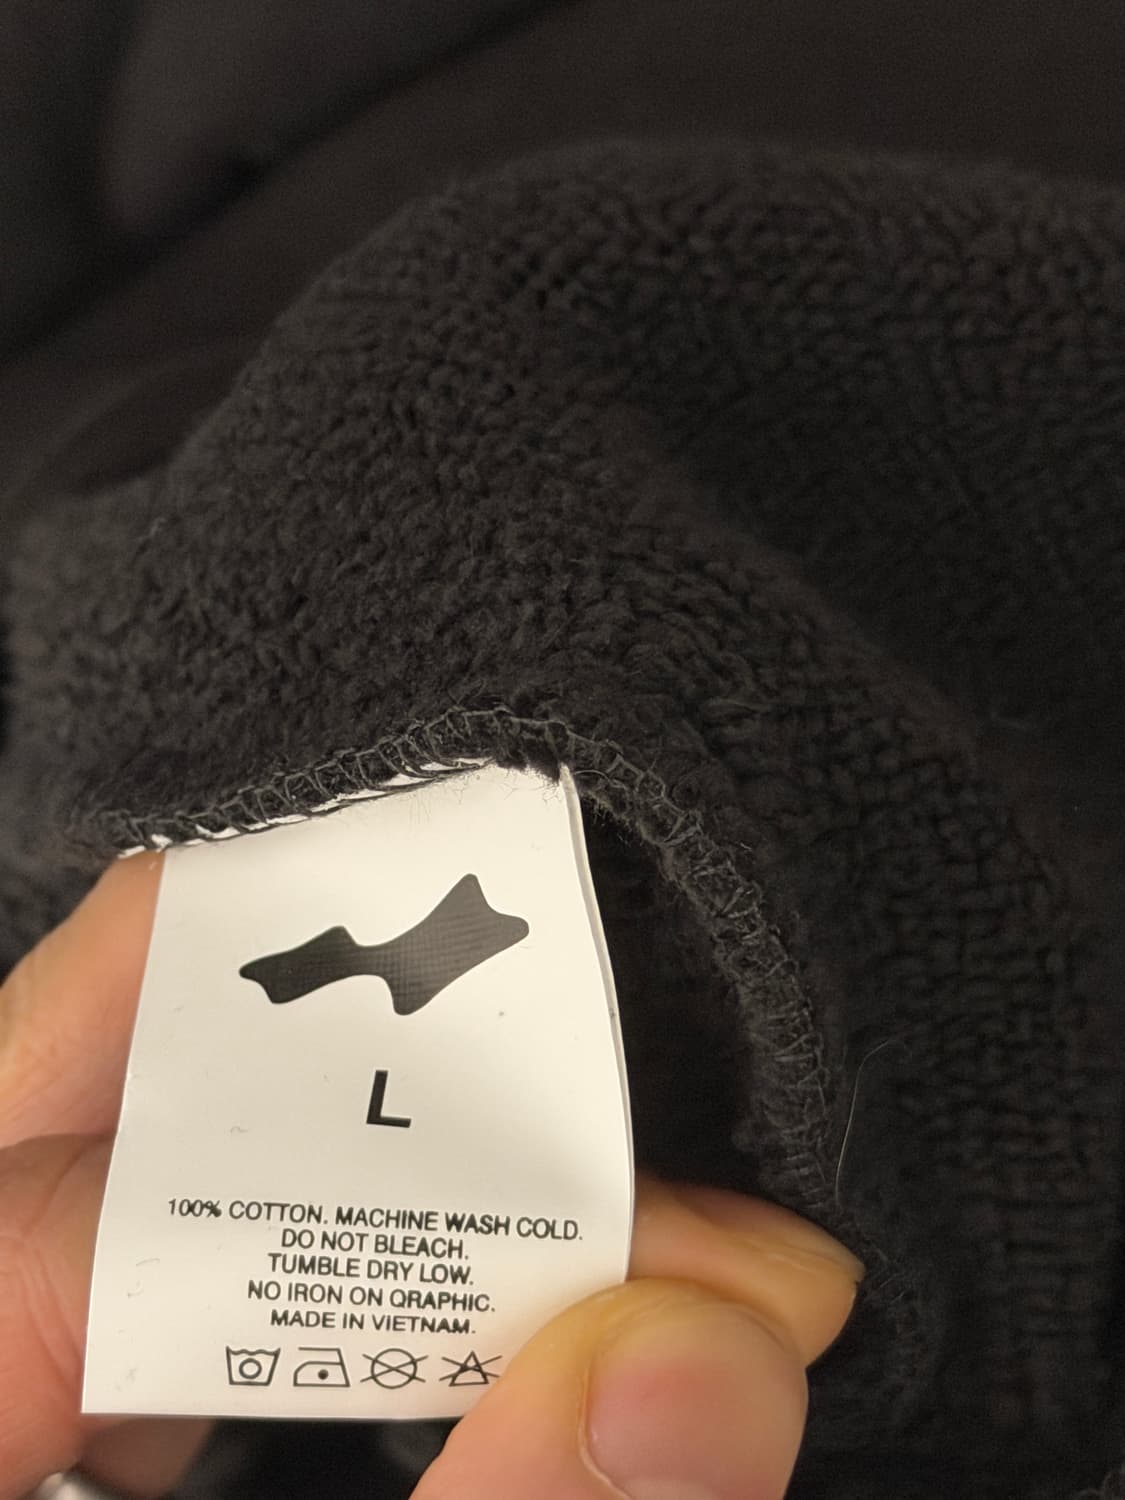 L
100% COTTON. MACHINE WASH COLD.
DO NOT BLEACH.
TUMBLE DRY LOW.
NO IRON ON QRAPHIC.
MADE IN VIETNAM.